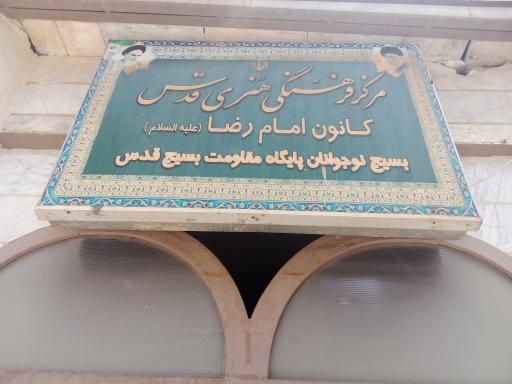 مرکز فرهنگی هنری قدس
کانون امام رضا (علیه السلام)
بسیج نوجوانان پایگاه مقاومت بسیج قدس